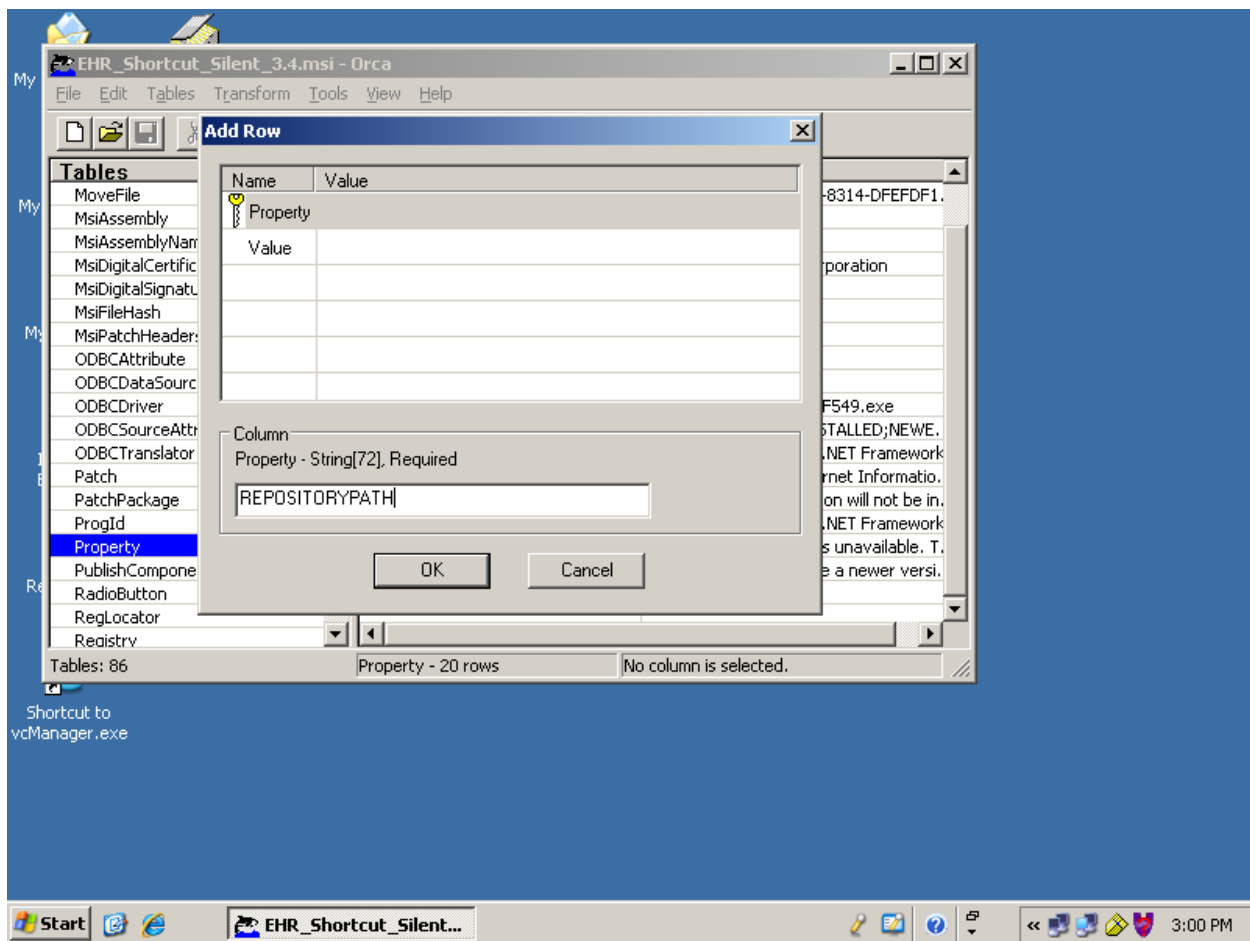 My
EHR_Shortcut_Silent_3.4.msi - Orca
File Edit Tables Transform Tools View Help
Add Row
Tables
Name Value
MoveFile
-8314-DFEFDF1.
Property
My
MsiAssembly
MsiAssemblyNam
Value
MsiDigitalCertific
rporation
MsiDigitalSignatu
MsiFileHash
My
MsiPatchHeader:
ODBCAttribute
ODBCDataSourc
ODBCDriver
F549.exe
ODBCSourceAttr
Column
STALLED;NEWE.
ODBCTranslator
Property - String[72], Required
.NET Framework
Patch
rnet Informatio.
PatchPackage
REPOSITORYPATH
on will not be in.
ProgId
.NET Framework
Property
s unavailable. T.
PublishCompone
OK
Cancel
e a newer versi.
Re
RadioButton
RegLocator
Registry
Tables: 86
Property - 20 rows
No column is selected.
Shortcut to
vcManager.exe
Start
EHR_Shortcut_Silent...
3:00 PM